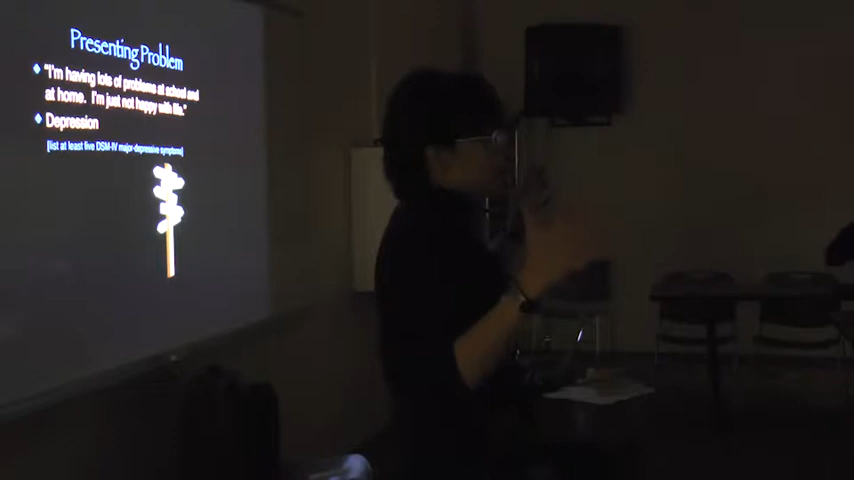 Presenting Problem
"I'm having lots of problems at school and
at home. I'm just not happy with life."
Depression
[list at least five DSM-IV major-depressive symptoms]